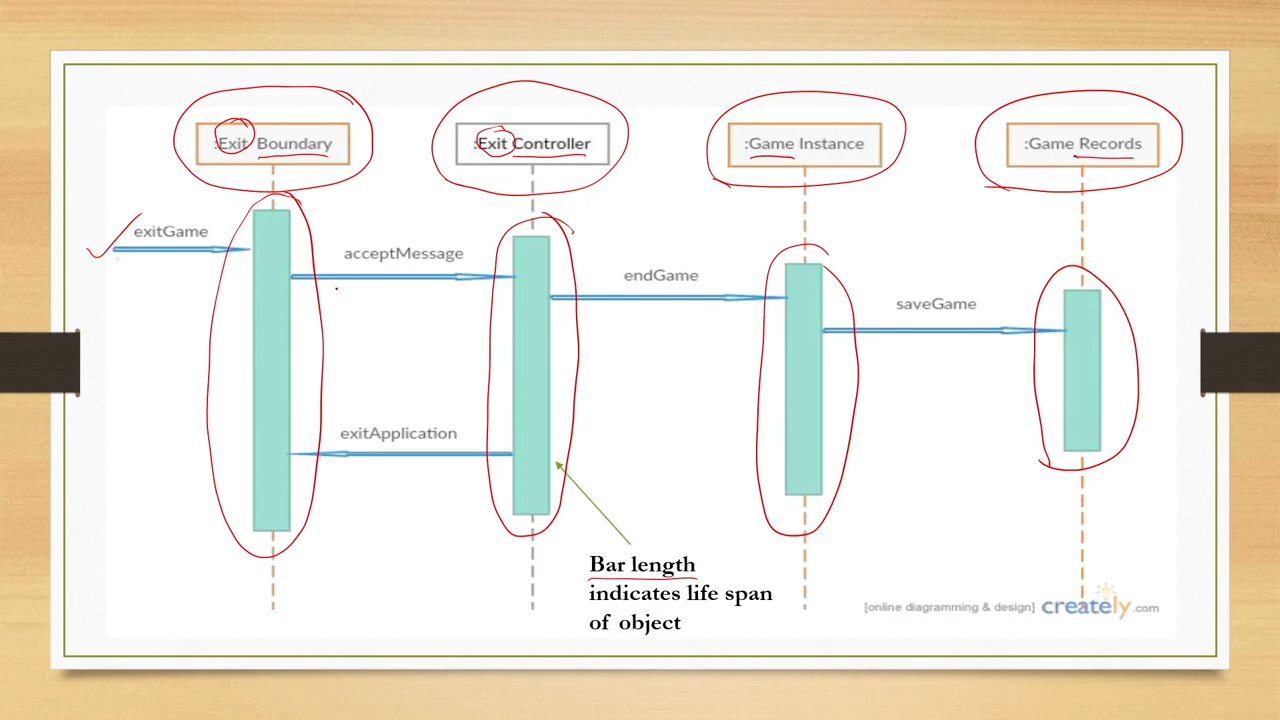 :Exit Boundary
:Exit Controller
:Game Instance
:Game Records
exitGame
acceptMessage
endGame
saveGame
exitApplication
Bar length
indicates life span
of object
[online diagramming & design] creately.com